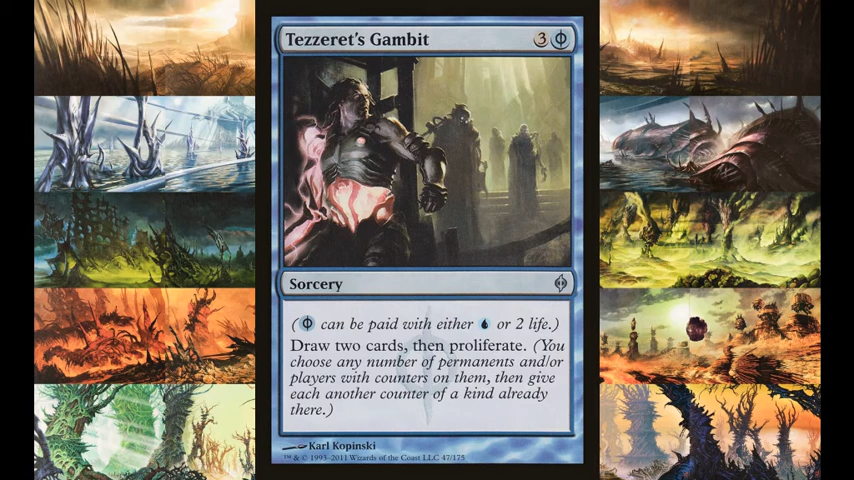 Tezzeret's Gambit 3
Sorcery
( can be paid with either or 2 life.)
Draw two cards, then proliferate. (You
choose any number of permanents and/or
players with counters on them, then give
each another counter of a kind already
there.)
Karl Kopinski
™ & © 1993–2011 Wizards of the Coast LLC 47/175